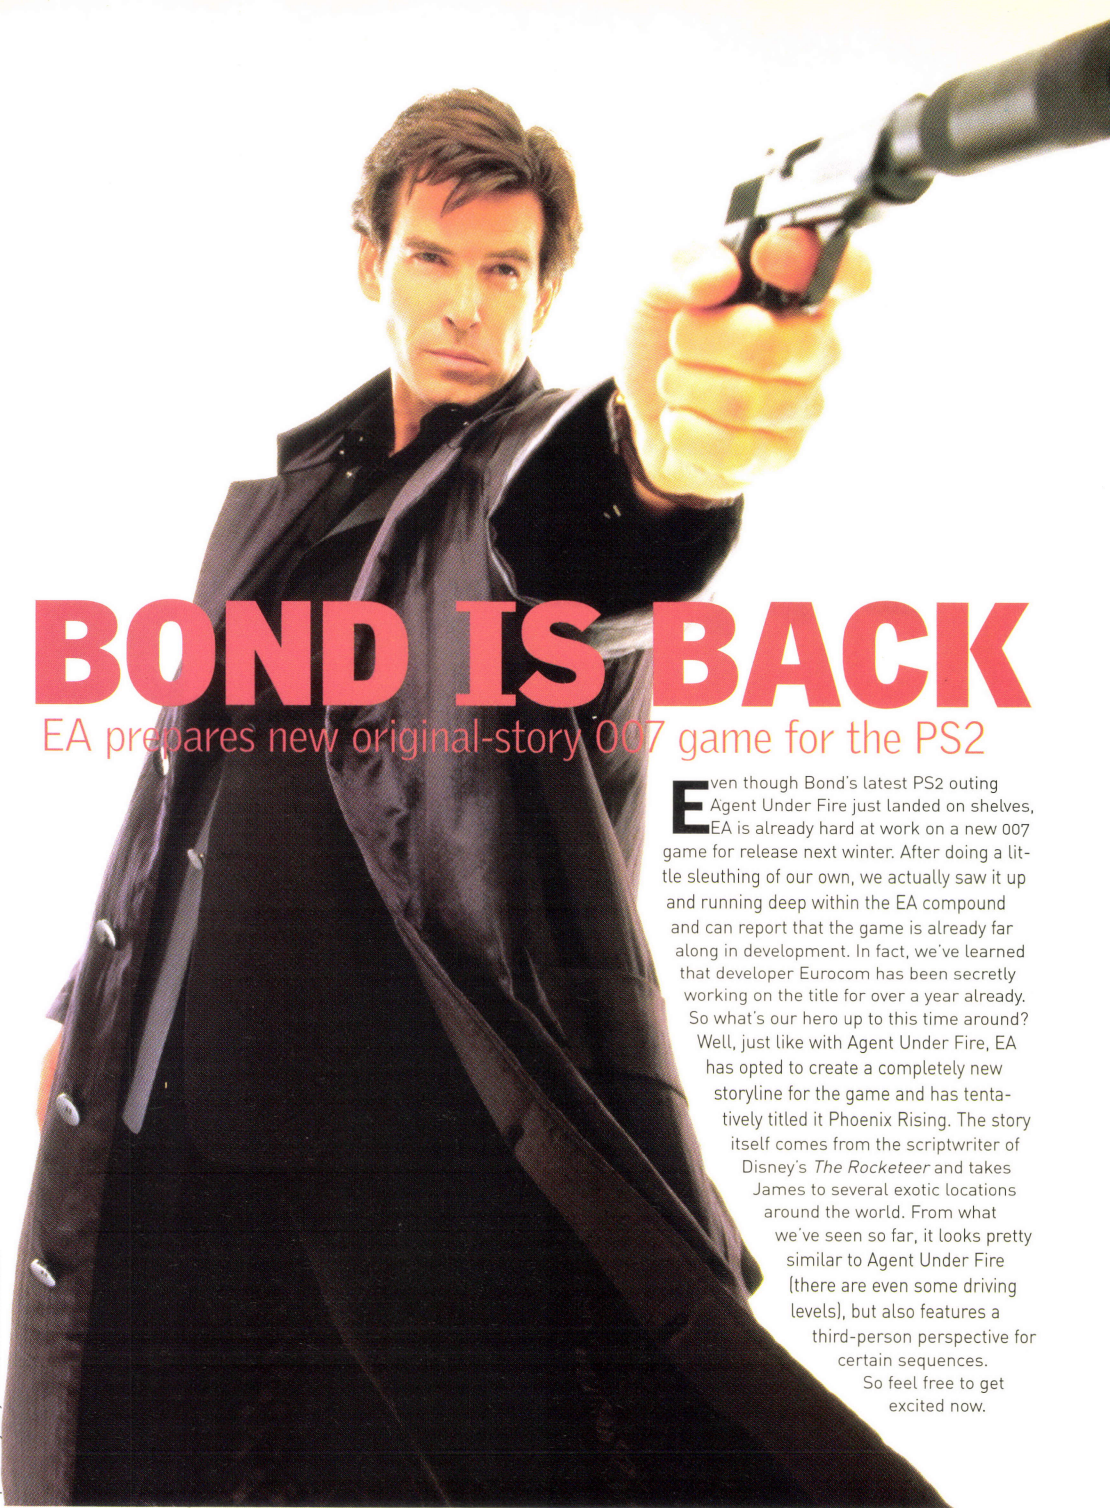 BOND IS BACK
EA prepares new original-story 007 game for the PS2
Even though Bond's latest PS2 outing
Agent Under Fire just landed on shelves,
EA is already hard at work on a new 007
game for release next winter. After doing a lit-
tle sleuthing of our own, we actually saw it up
and running deep within the EA compound
and can report that the game is already far
along in development. In fact, we've learned
that developer Eurocom has been secretly
working on the title for over a year already.
So what's our hero up to this time around?
Well, just like with Agent Under Fire, EA
has opted to create a completely new
storyline for the game and has tenta-
tively titled it Phoenix Rising. The story
itself comes from the scriptwriter of
Disney's The Rocketeer and takes
James to several exotic locations
around the world. From what
we've seen so far, it looks pretty
similar to Agent Under Fire
(there are even some driving
levels), but also features a
third-person perspective for
certain sequences.
So feel free to get
excited now.